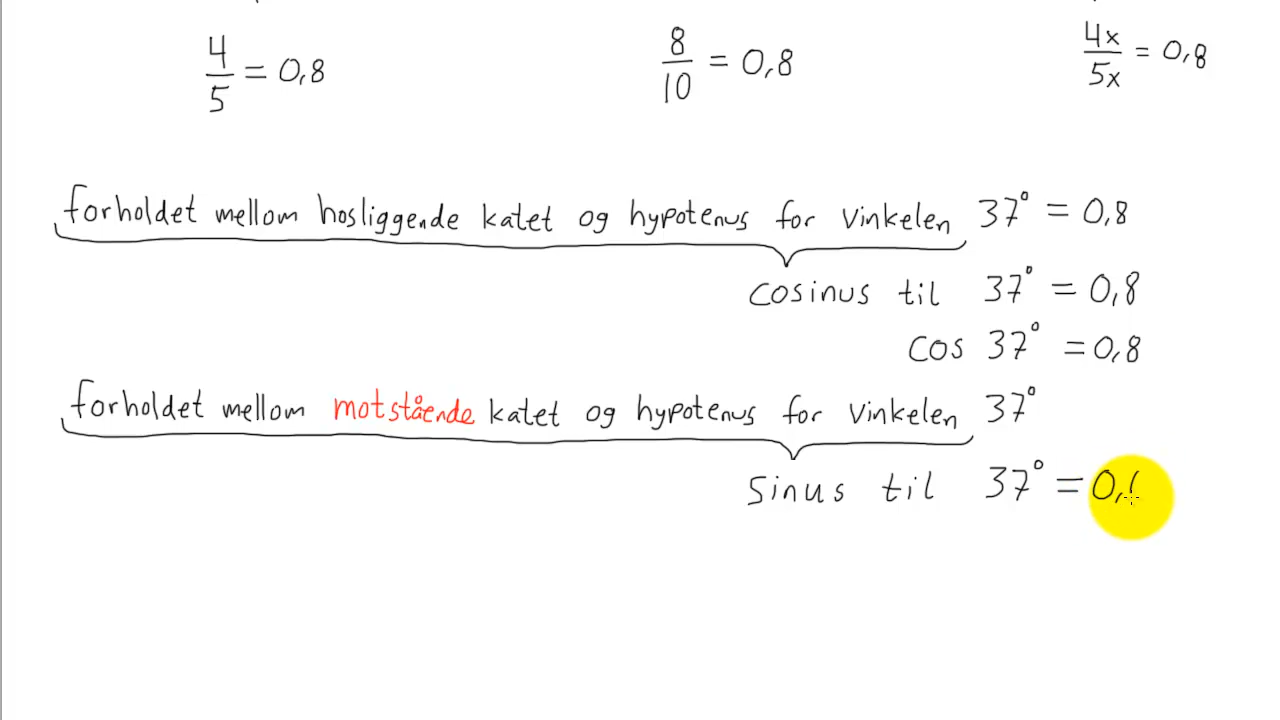 4/5 = 0,8
8/10 = 0,8
4x/5x = 0,8
forholdet mellom hosliggende katet og hypotenus for vinkelen 37° = 0,8
cosinus til 37° = 0,8
cos 37° = 0,8
forholdet mellom motstående katet og hypotenus for vinkelen 37°
sinus til 37° = 0,